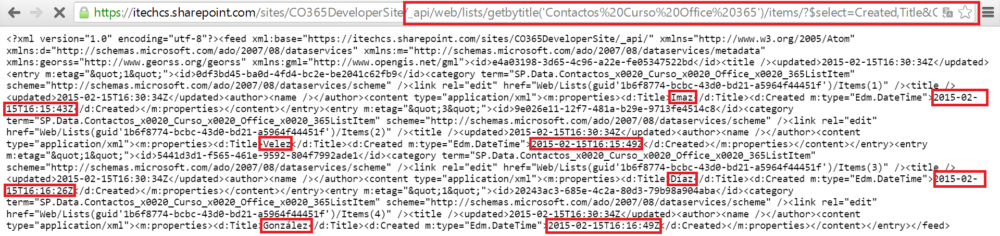 https://itechcs.sharepoint.com/sites/CO365DeveloperSite/_api/web/lists/getbytitle('Contactos%20Curso%20Office%20365')/items/?$select=Created,Title&C
<?xml version="1.0" encoding="utf-8"?><feed xml:base="https://itechcs.sharepoint.com/sites/CO365DeveloperSite/_api/" xmlns="http://www.w3.org/2005/Atom"
xmlns:d="http://schemas.microsoft.com/ado/2007/08/dataservices" xmlns:m="http://schemas.microsoft.com/ado/2007/08/dataservices/metadata"
xmlns:georss="http://www.georss.org/georss" xmlns:gml="http://www.opengis.net/gml"><id>e4a03198-3d65-4c96-a22e-fe05347522bd</id><title /><updated>2015-02-15T16:30:34Z</updated>
<entry m:etag="&quot;1&quot;"><id>0df3bd45-ba0d-4fd4-bc2e-be2041c62fb9</id><category term="SP.Data.Contactos_x0020_Curso_x0020_Office_x0020_365ListItem"
scheme="http://schemas.microsoft.com/ado/2007/08/dataservices/scheme" /><link rel="edit" href="Web/Lists(guid'1b6f8774-bcbc-43d0-bd21-a5964f44451f')/Items(1)" /><title />
<updated>2015-02-15T16:30:34Z</updated><author><name /></author><content type="application/xml"><m:properties><d:Title>Imaz</d:Title><d:Created m:type="Edm.DateTime">2015-02-
15T16:15:43Z</d:Created></m:properties></content></entry><entry m:etag="&quot;3&quot;"><id>9e026e11-12f7-481a-b29e-9713fe4514c8</id><category
term="SP.Data.Contactos_x0020_Curso_x0020_Office_x0020_365ListItem" scheme="http://schemas.microsoft.com/ado/2007/08/dataservices/scheme" /><link rel="edit"
href="Web/Lists(guid'1b6f8774-bcbc-43d0-bd21-a5964f44451f')/Items(2)" /><title /><updated>2015-02-15T16:30:34Z</updated><author><name /></author><content
type="application/xml"><m:properties><d:Title>Velez</d:Title><d:Created m:type="Edm.DateTime">2015-02-15T16:15:49Z</d:Created></m:properties></content></entry><entry
m:etag="&quot;1&quot;"><id>5441d3d1-f565-461e-9592-804f7992ade1</id><category term="SP.Data.Contactos_x0020_Curso_x0020_Office_x0020_365ListItem"
scheme="http://schemas.microsoft.com/ado/2007/08/dataservices/scheme" /><link rel="edit" href="Web/Lists(guid'1b6f8774-bcbc-43d0-bd21-a5964f44451f')/Items(3)" /><title />
<updated>2015-02-15T16:30:34Z</updated><author><name /></author><content type="application/xml"><m:properties><d:Title>Díaz</d:Title><d:Created m:type="Edm.DateTime">2015-02-
15T16:16:26Z</d:Created></m:properties></content></entry><entry m:etag="&quot;1&quot;"><id>20243ac3-685e-4c2a-80d3-79b98a904aba</id><category
term="SP.Data.Contactos_x0020_Curso_x0020_Office_x0020_365ListItem" scheme="http://schemas.microsoft.com/ado/2007/08/dataservices/scheme" /><link rel="edit"
href="Web/Lists(guid'1b6f8774-bcbc-43d0-bd21-a5964f44451f')/Items(4)" /><title /><updated>2015-02-15T16:30:34Z</updated><author><name /></author><content
type="application/xml"><m:properties><d:Title>González</d:Title><d:Created m:type="Edm.DateTime">2015-02-15T16:16:49Z</d:Created></m:properties></content></entry></feed>